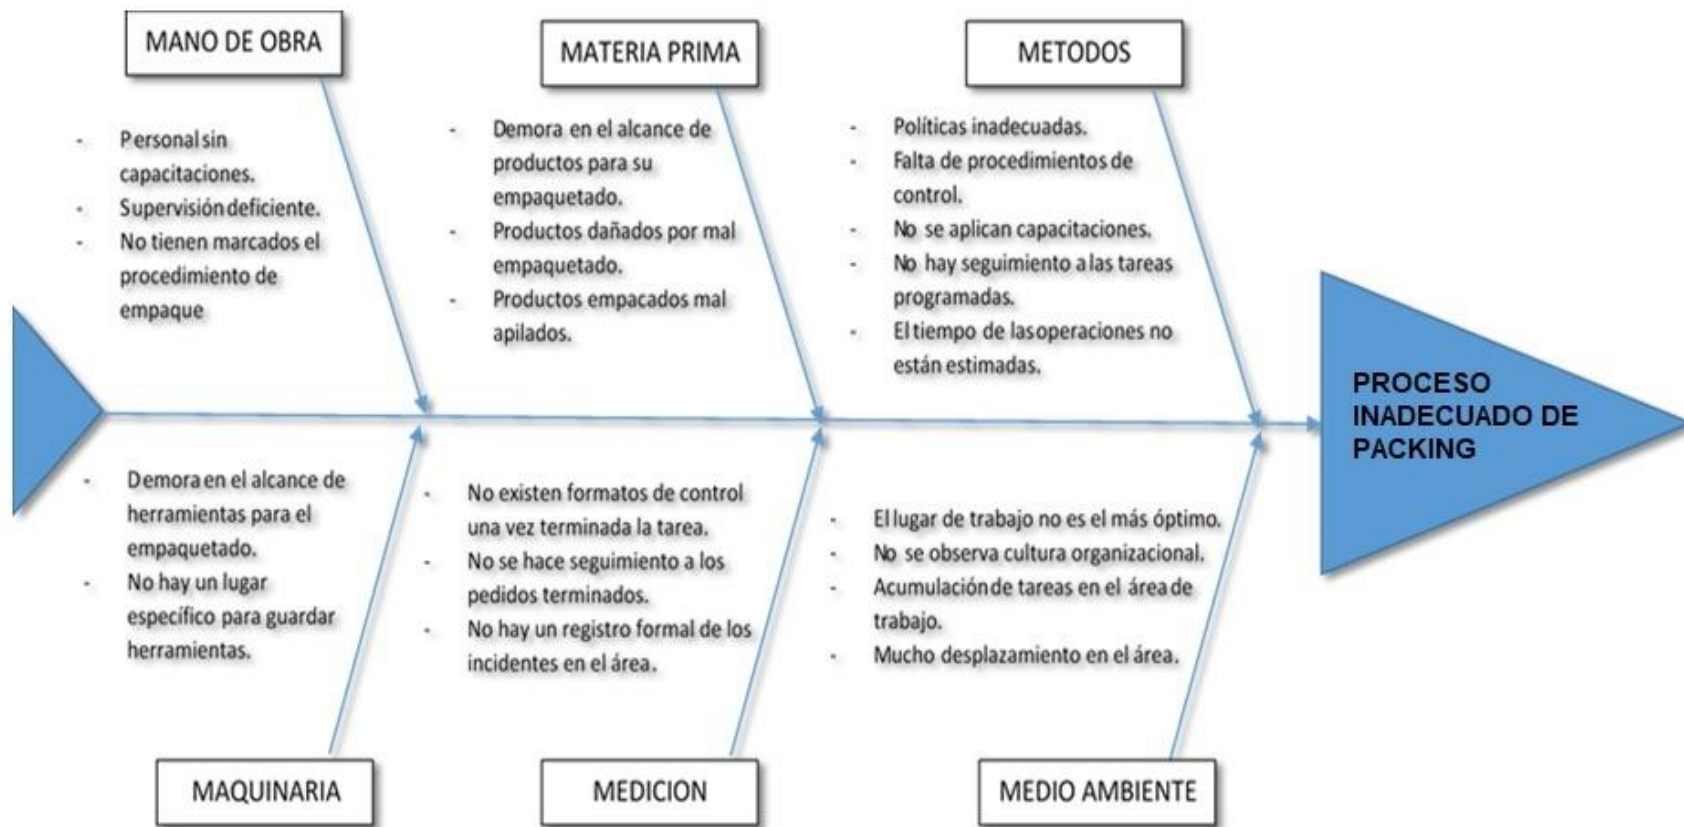 MANO DE OBRA
- Personal sin
capacitaciones.
- Supervisión deficiente.
- No tienen marcados el
procedimiento de
empaque
MATERIA PRIMA
- Demora en el alcance de
productos para su
empaquetado.
- Productos dañados por mal
empaquetado.
- Productos empacados mal
apilados.
METODOS
- Políticas inadecuadas.
- Falta de procedimientos de
control.
- No se aplican capacitaciones.
- No hay seguimiento a las tareas
programadas.
- El tiempo de las operaciones no
están estimadas.
PROCESO
INADECUADO DE
PACKING
- Demora en el alcance de
herramientas para el
empaquetado.
- No hay un lugar
específico para guardar
herramientas.
MAQUINARIA
- No existen formatos de control
una vez terminada la tarea.
- No se hace seguimiento a los
pedidos terminados.
- No hay un registro formal de los
incidentes en el área.
MEDICION
- El lugar de trabajo no es el más óptimo.
- No se observa cultura organizacional.
- Acumulación de tareas en el área de
trabajo.
- Mucho desplazamiento en el área.
MEDIO AMBIENTE